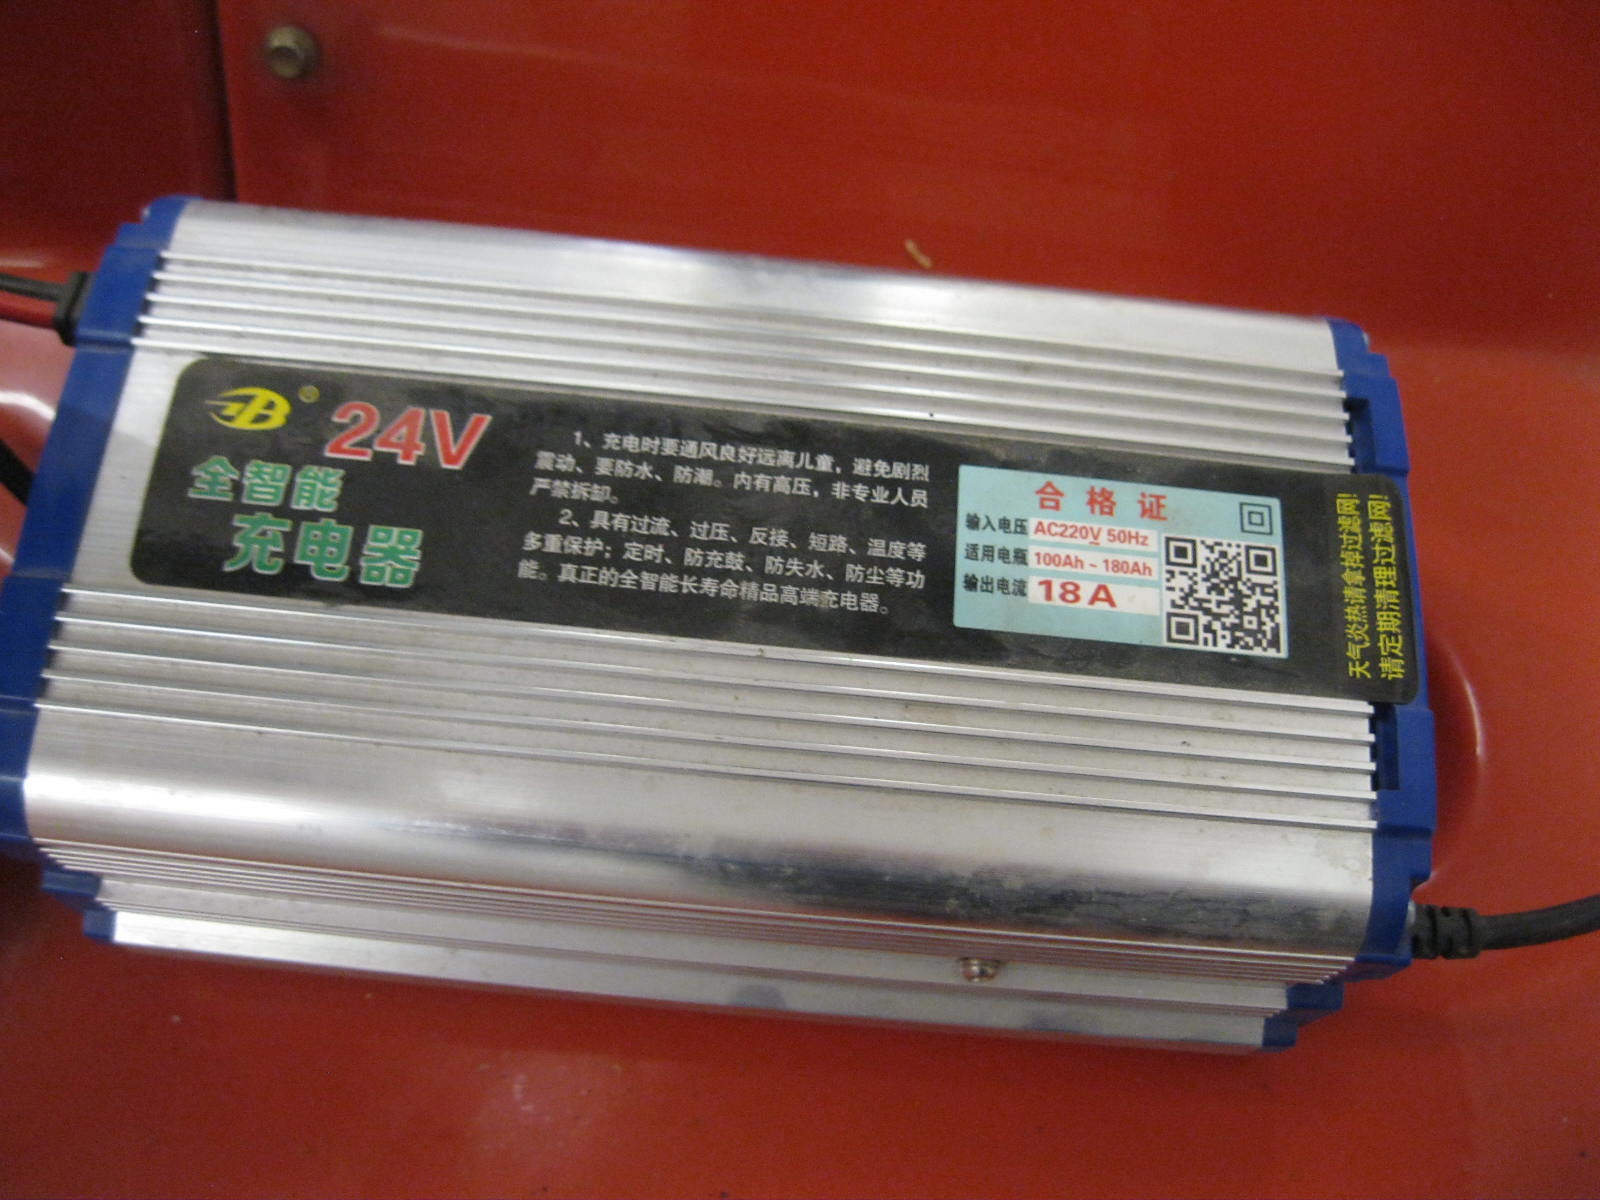 B ®
24V
全智能
充电器
1、充电时要通风良好远离儿童，避免剧烈
震动、要防水、防潮。内有高压，非专业人员
严禁拆卸。
2、具有过流、过压、反接、短路、温度等
多重保护；定时、防充鼓、防失水、防尘等功
能。真正的全智能长寿命精品高端充电器。
合格证
输入电压 AC220V 50Hz
适用电瓶 100Ah ~ 180Ah
输出电流 18A
天气炎热请拿掉过滤网!
请定期清理过滤网!